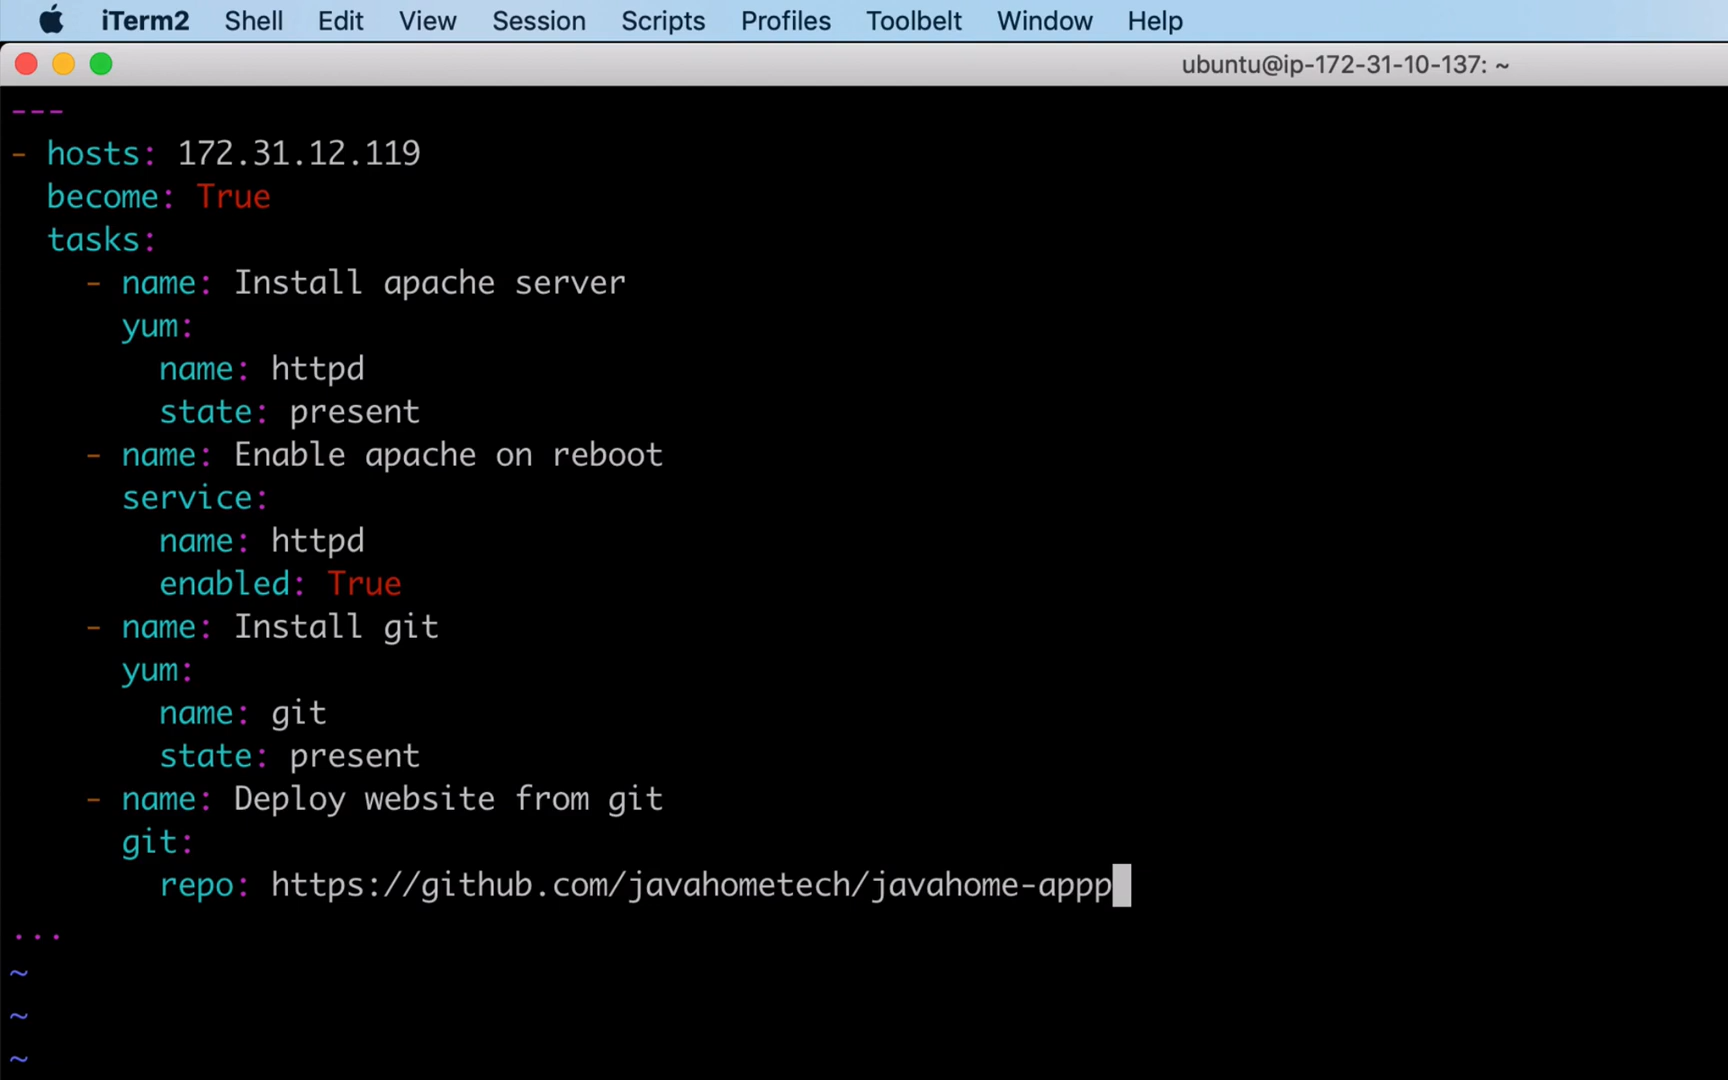 iTerm2 Shell Edit View Session Scripts Profiles Toolbelt Window Help
ubuntu@ip-172-31-10-137: ~
---
- hosts: 172.31.12.119
  become: True
  tasks:
    - name: Install apache server
      yum:
        name: httpd
        state: present
    - name: Enable apache on reboot
      service:
        name: httpd
        enabled: True
    - name: Install git
      yum:
        name: git
        state: present
    - name: Deploy website from git
      git:
        repo: https://github.com/javahometech/javahome-appp
...
~
~
~